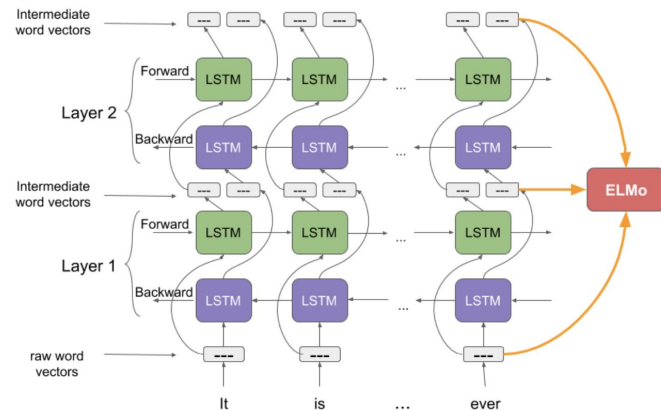 Intermediate
word vectors
--- --- --- --- --- ---
Forward LSTM LSTM ... LSTM
Layer 2
Backward LSTM LSTM ... LSTM
Intermediate
word vectors
--- --- --- --- --- ---
ELMo
Forward LSTM LSTM ... LSTM
Layer 1
Backward LSTM LSTM ... LSTM
raw word
vectors
--- --- ---
It is ... ever